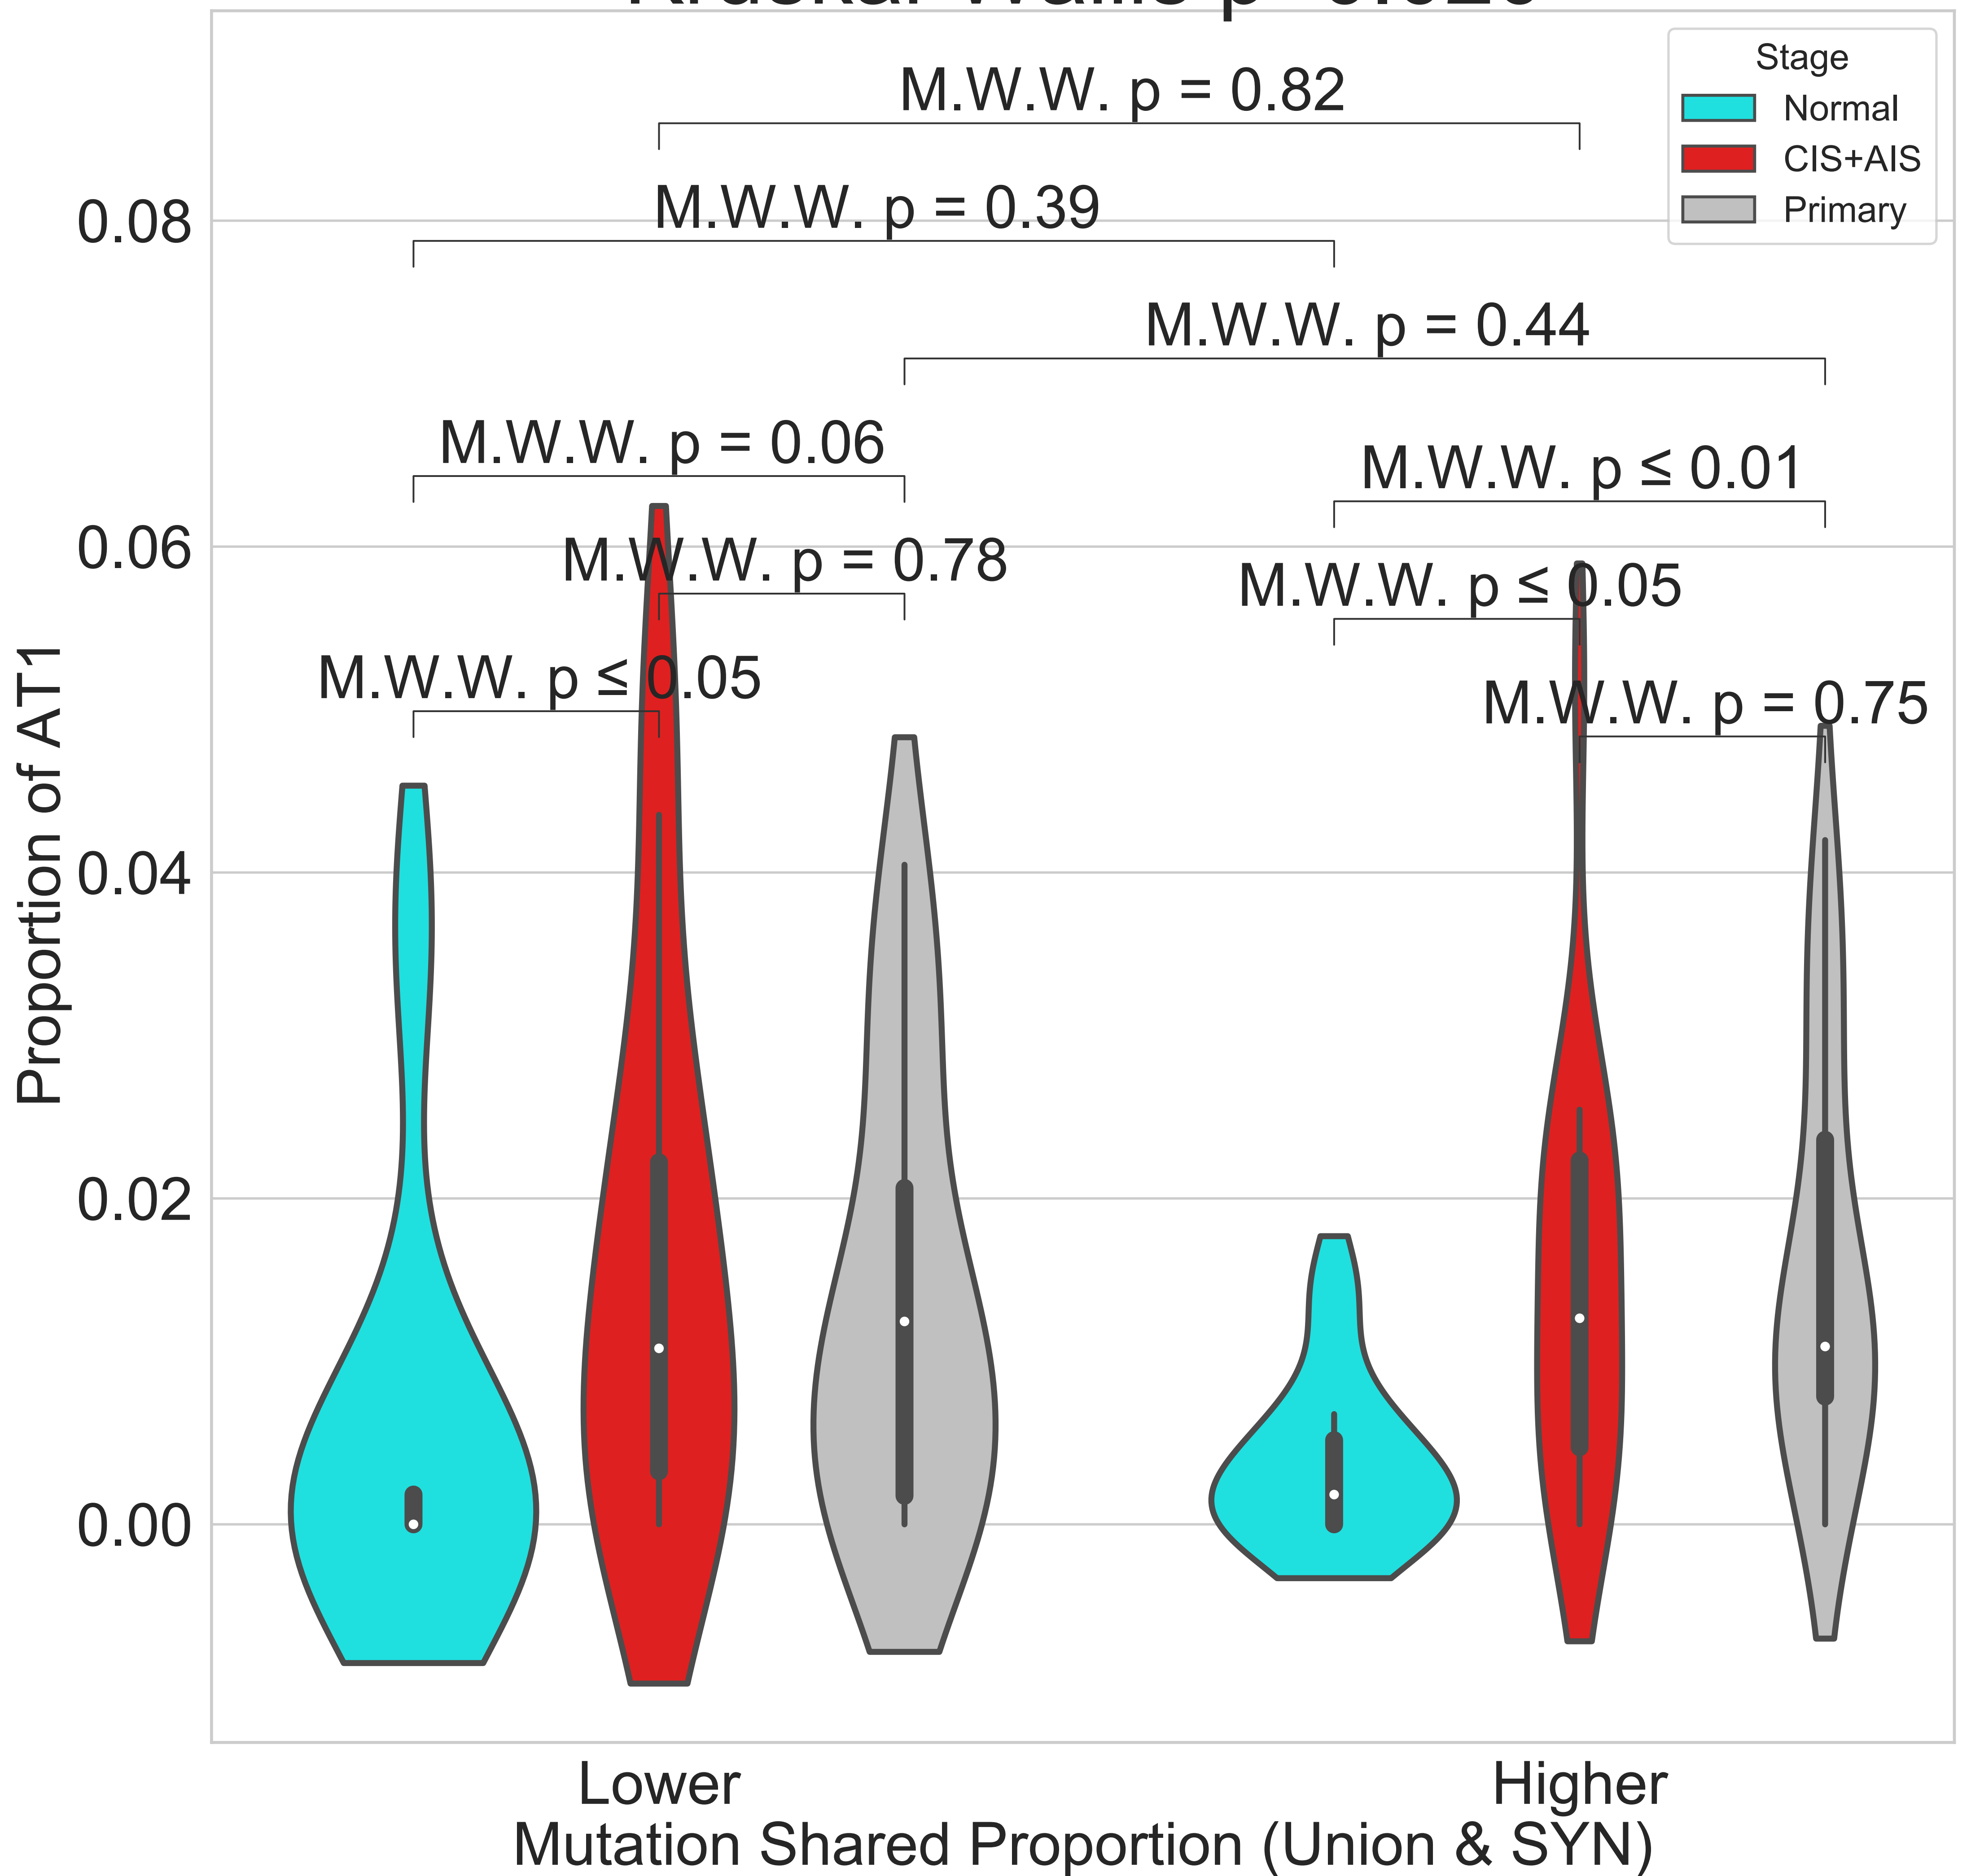 Stage
Normal
CIS+AIS
Primary
M.W.W. p = 0.82
M.W.W. p = 0.39
M.W.W. p = 0.44
M.W.W. p = 0.06
M.W.W. p ≤ 0.01
M.W.W. p = 0.78
M.W.W. p ≤ 0.05
M.W.W. p ≤ 0.05
M.W.W. p = 0.75
0.08
0.06
0.04
0.02
0.00
Proportion of AT1
Lower
Higher
Mutation Shared Proportion (Union & SYN)